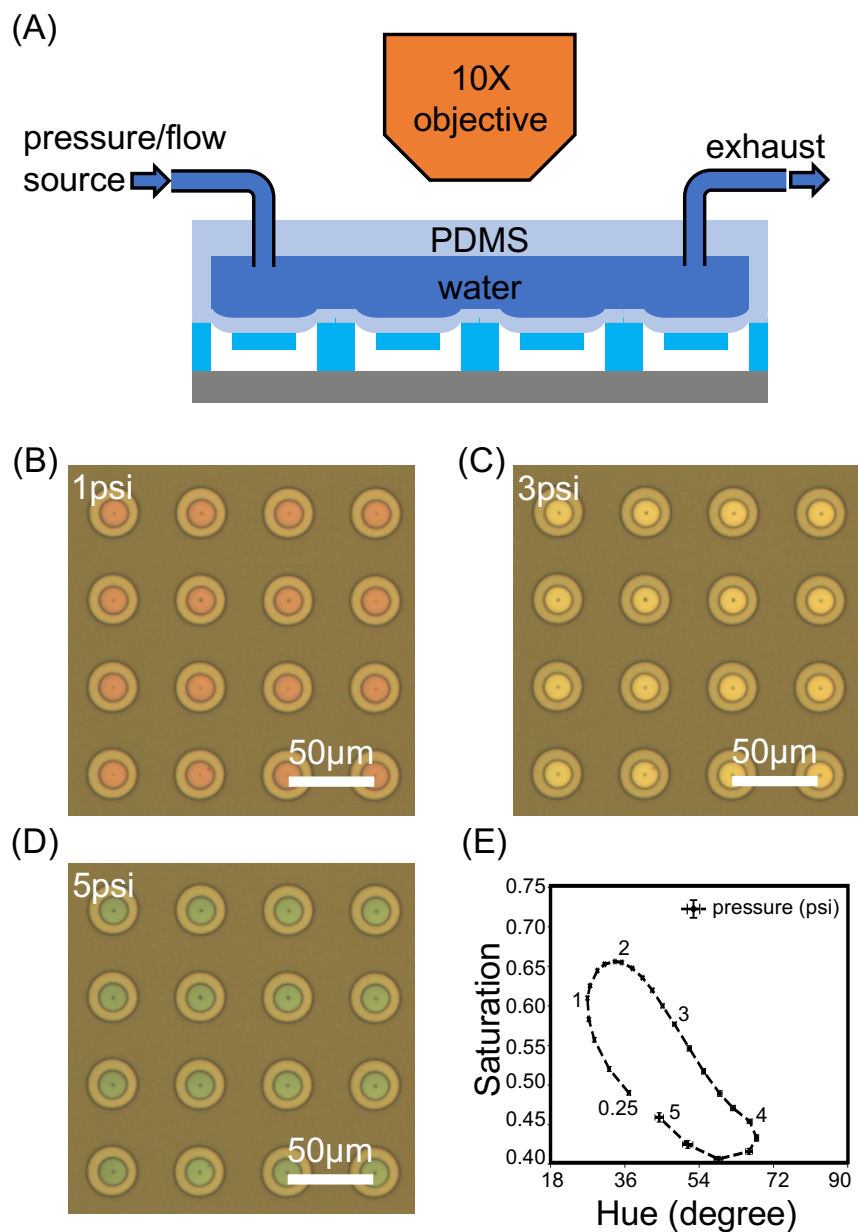 (A)
10X
objective
pressure/flow
source
exhaust
PDMS
water
(B)
1psi
50µm
(C)
3psi
50µm
(D)
5psi
50µm
(E)
0.75
0.70
0.65
0.60
0.55
0.50
0.45
0.40
Saturation
pressure (psi)
2
1
3
0.25
5
4
18
36
54
72
90
Hue (degree)